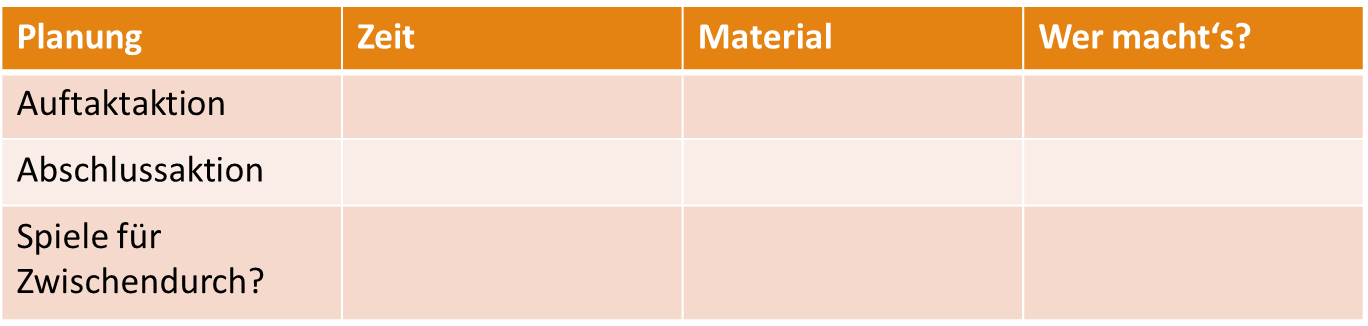 Planung Zeit Material Wer macht‘s?
Auftaktaktion
Abschlussaktion
Spiele für
Zwischendurch?